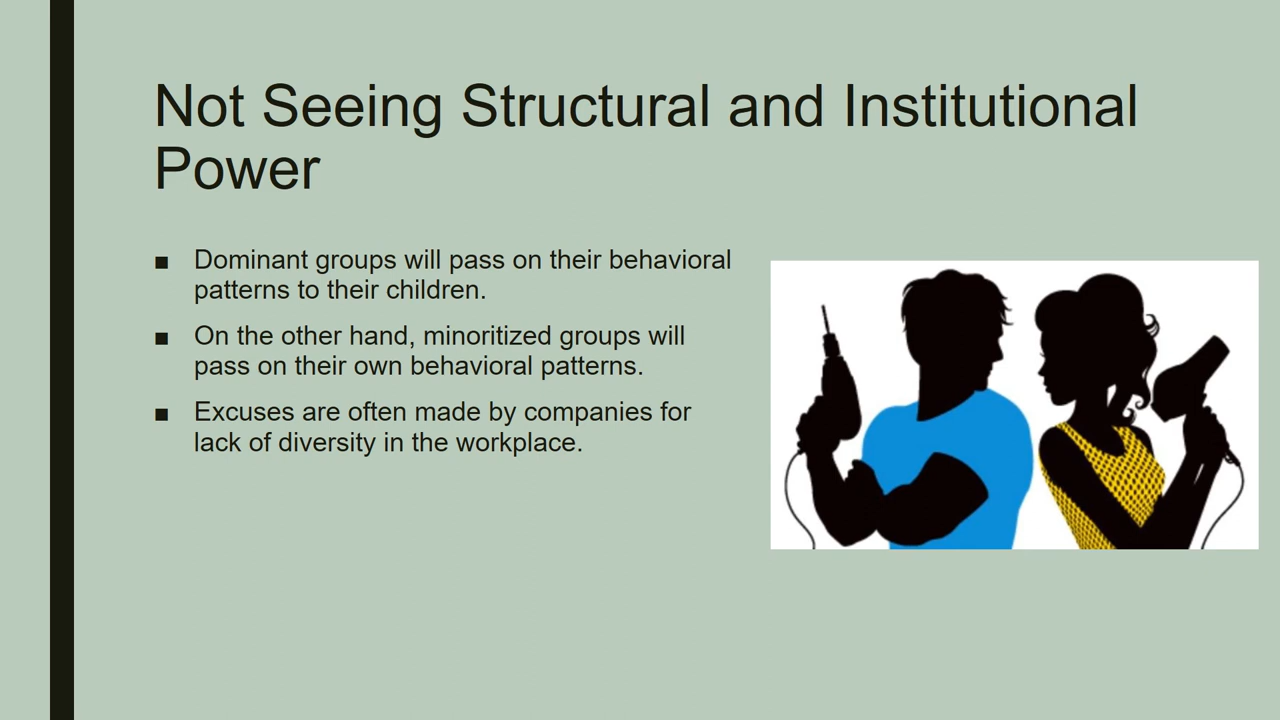 Not Seeing Structural and Institutional
Power
■ Dominant groups will pass on their behavioral
patterns to their children.
■ On the other hand, minoritized groups will
pass on their own behavioral patterns.
■ Excuses are often made by companies for
lack of diversity in the workplace.